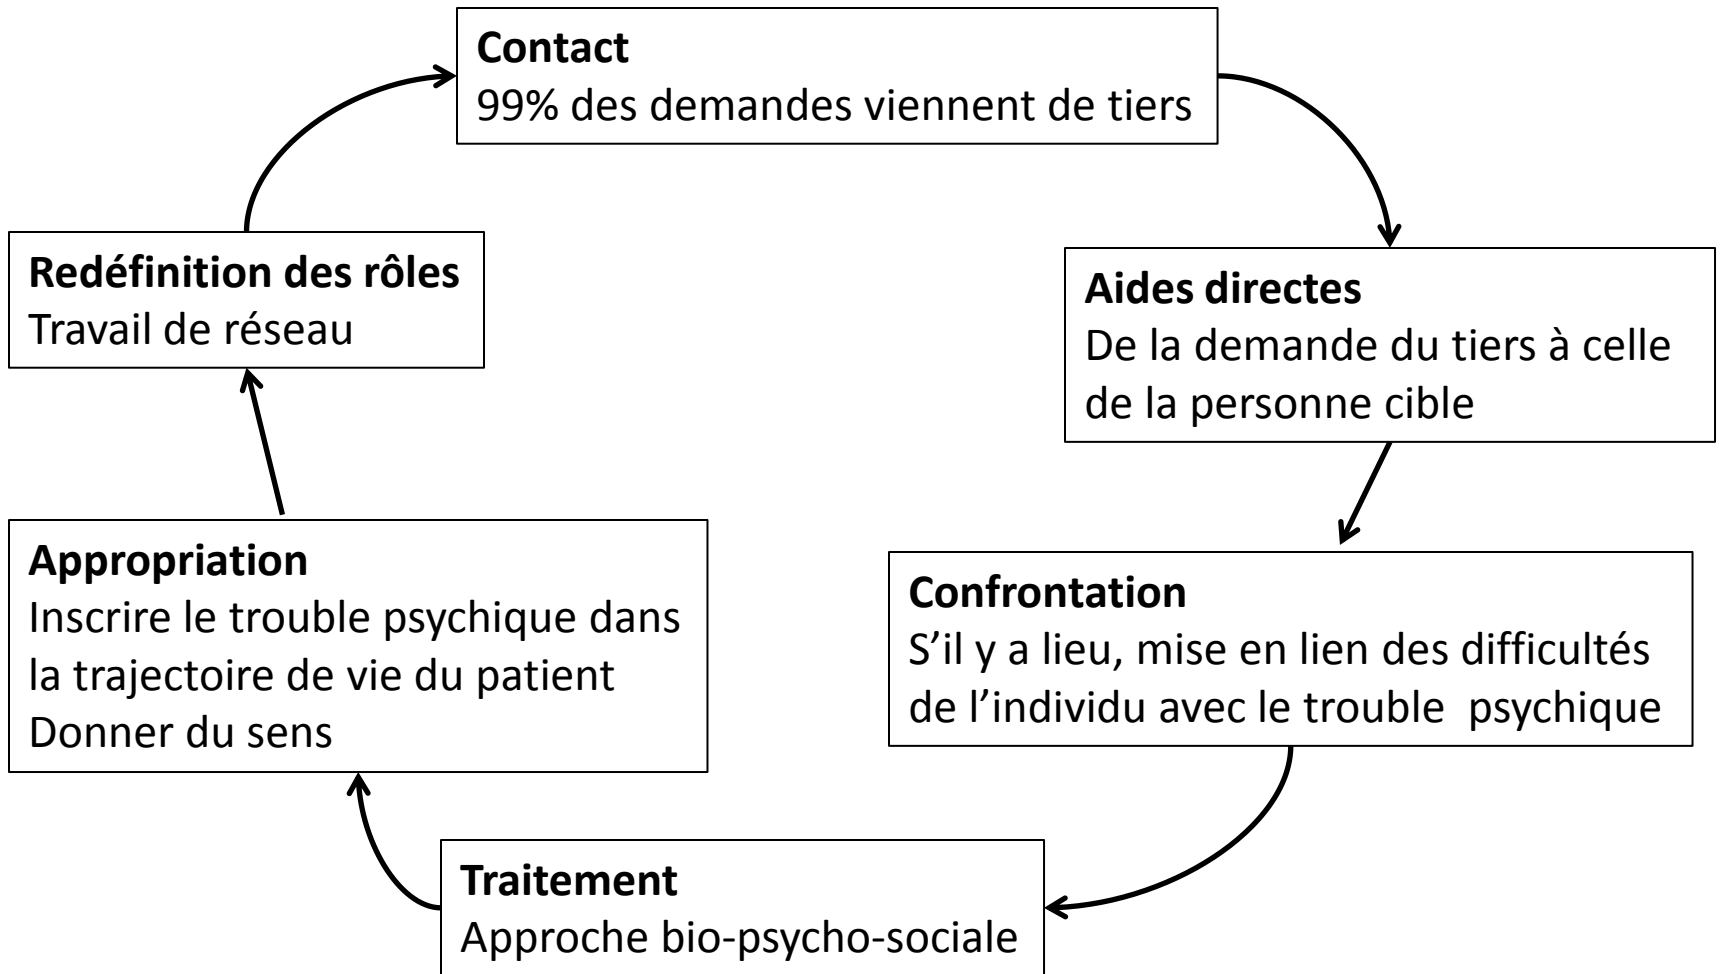 Contact
99% des demandes viennent de tiers
Aides directes
De la demande du tiers à celle
de la personne cible
Confrontation
S’il y a lieu, mise en lien des difficultés
de l’individu avec le trouble  psychique
Traitement
Approche bio-psycho-sociale
Appropriation
Inscrire le trouble psychique dans
la trajectoire de vie du patient
Donner du sens
Redéfinition des rôles
Travail de réseau